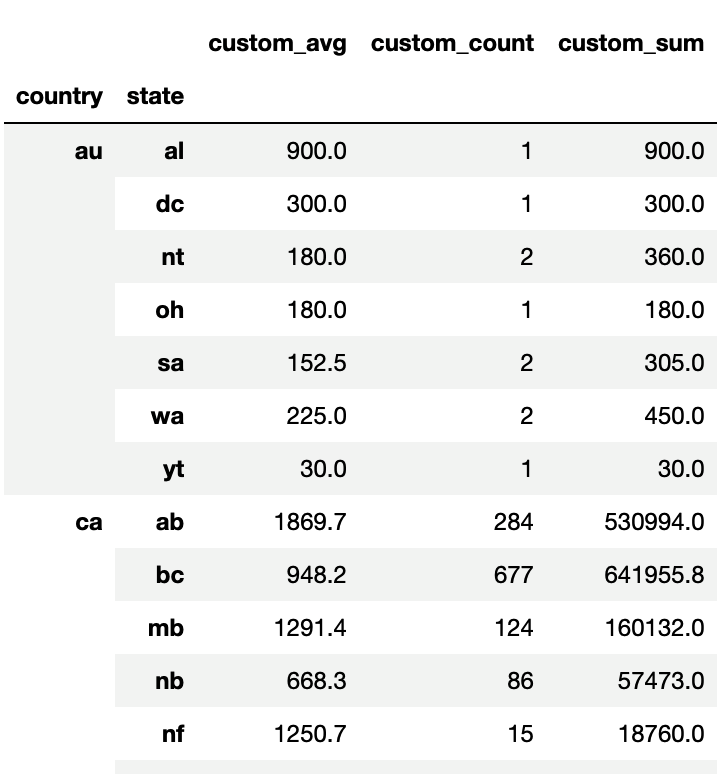 custom_avg custom_count custom_sum
country state
au al 900.0 1 900.0
dc 300.0 1 300.0
nt 180.0 2 360.0
oh 180.0 1 180.0
sa 152.5 2 305.0
wa 225.0 2 450.0
yt 30.0 1 30.0
ca ab 1869.7 284 530994.0
bc 948.2 677 641955.8
mb 1291.4 124 160132.0
nb 668.3 86 57473.0
nf 1250.7 15 18760.0